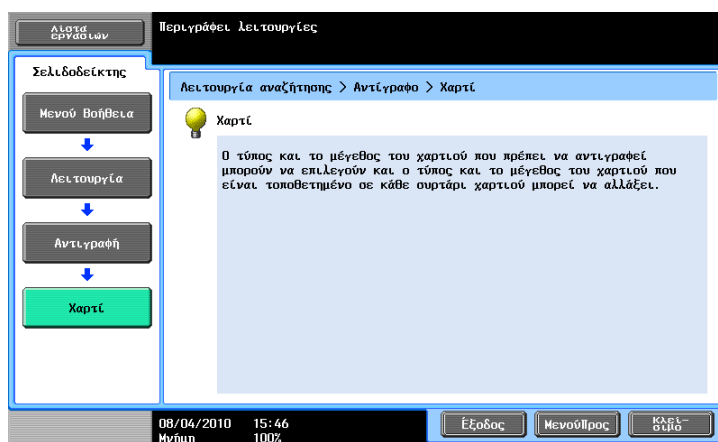 Λίστα
εργασιών
Περιγράφει λειτουργίες
Σελιδοδείκτης
Μενού Βοήθεια
Λειτουργία
Αντιγραφή
Χαρτί
Λειτουργία αναζήτησης > Αντίγραφο > Χαρτί
Χαρτί
Ο τύπος και το μέγεθος του χαρτιού που πρέπει να αντιγραφεί
μπορούν να επιλεγούν και ο τύπος και το μέγεθος του χαρτιού που
είναι τοποθετημένο σε κάθε συρτάρι χαρτιού μπορεί να αλλάξει.
08/04/2010 15:46
Μνήμη 100%
Έξοδος
ΜενούΠρος
Κλεί-
σιμο